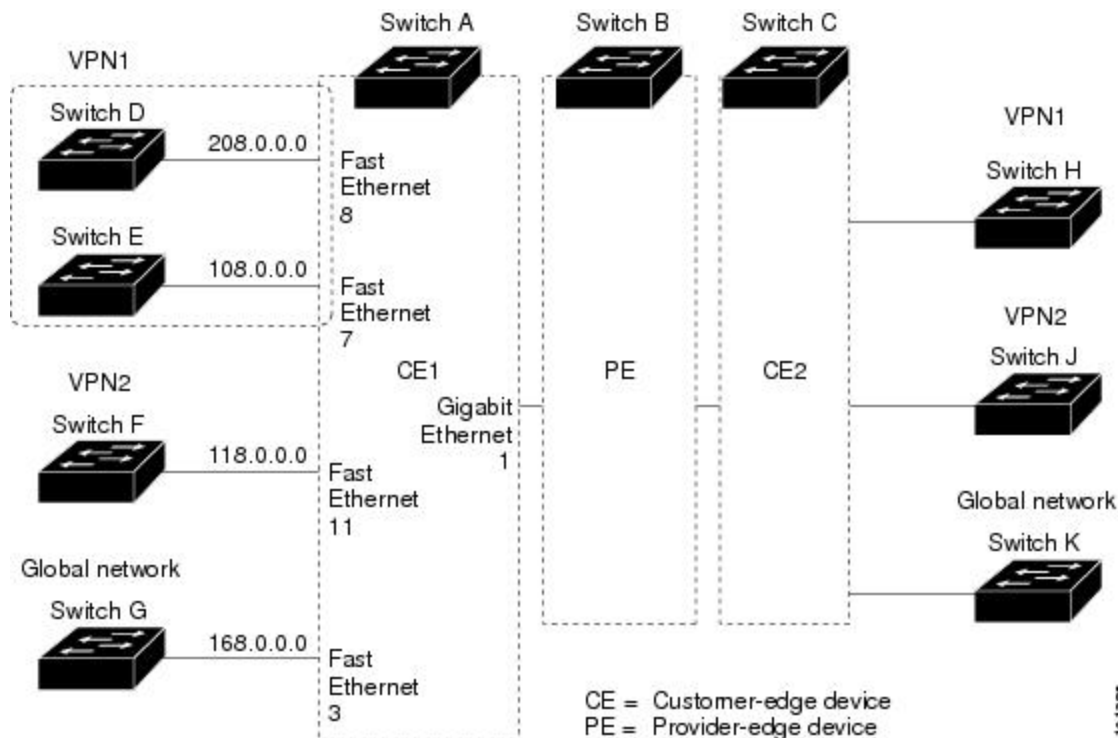 Switch A
Switch B
Switch C
VPN1
Switch D
208.0.0.0
Fast
Ethernet
8
Switch E
108.0.0.0
Fast
Ethernet
7
VPN2
Switch F
118.0.0.0
Fast
Ethernet
11
Global network
Switch G
168.0.0.0
Fast
Ethernet
3
CE1
Gigabit
Ethernet
1
PE
CE2
VPN1
Switch H
VPN2
Switch J
Global network
Switch K
CE = Customer-edge device
PE = Provider-edge device